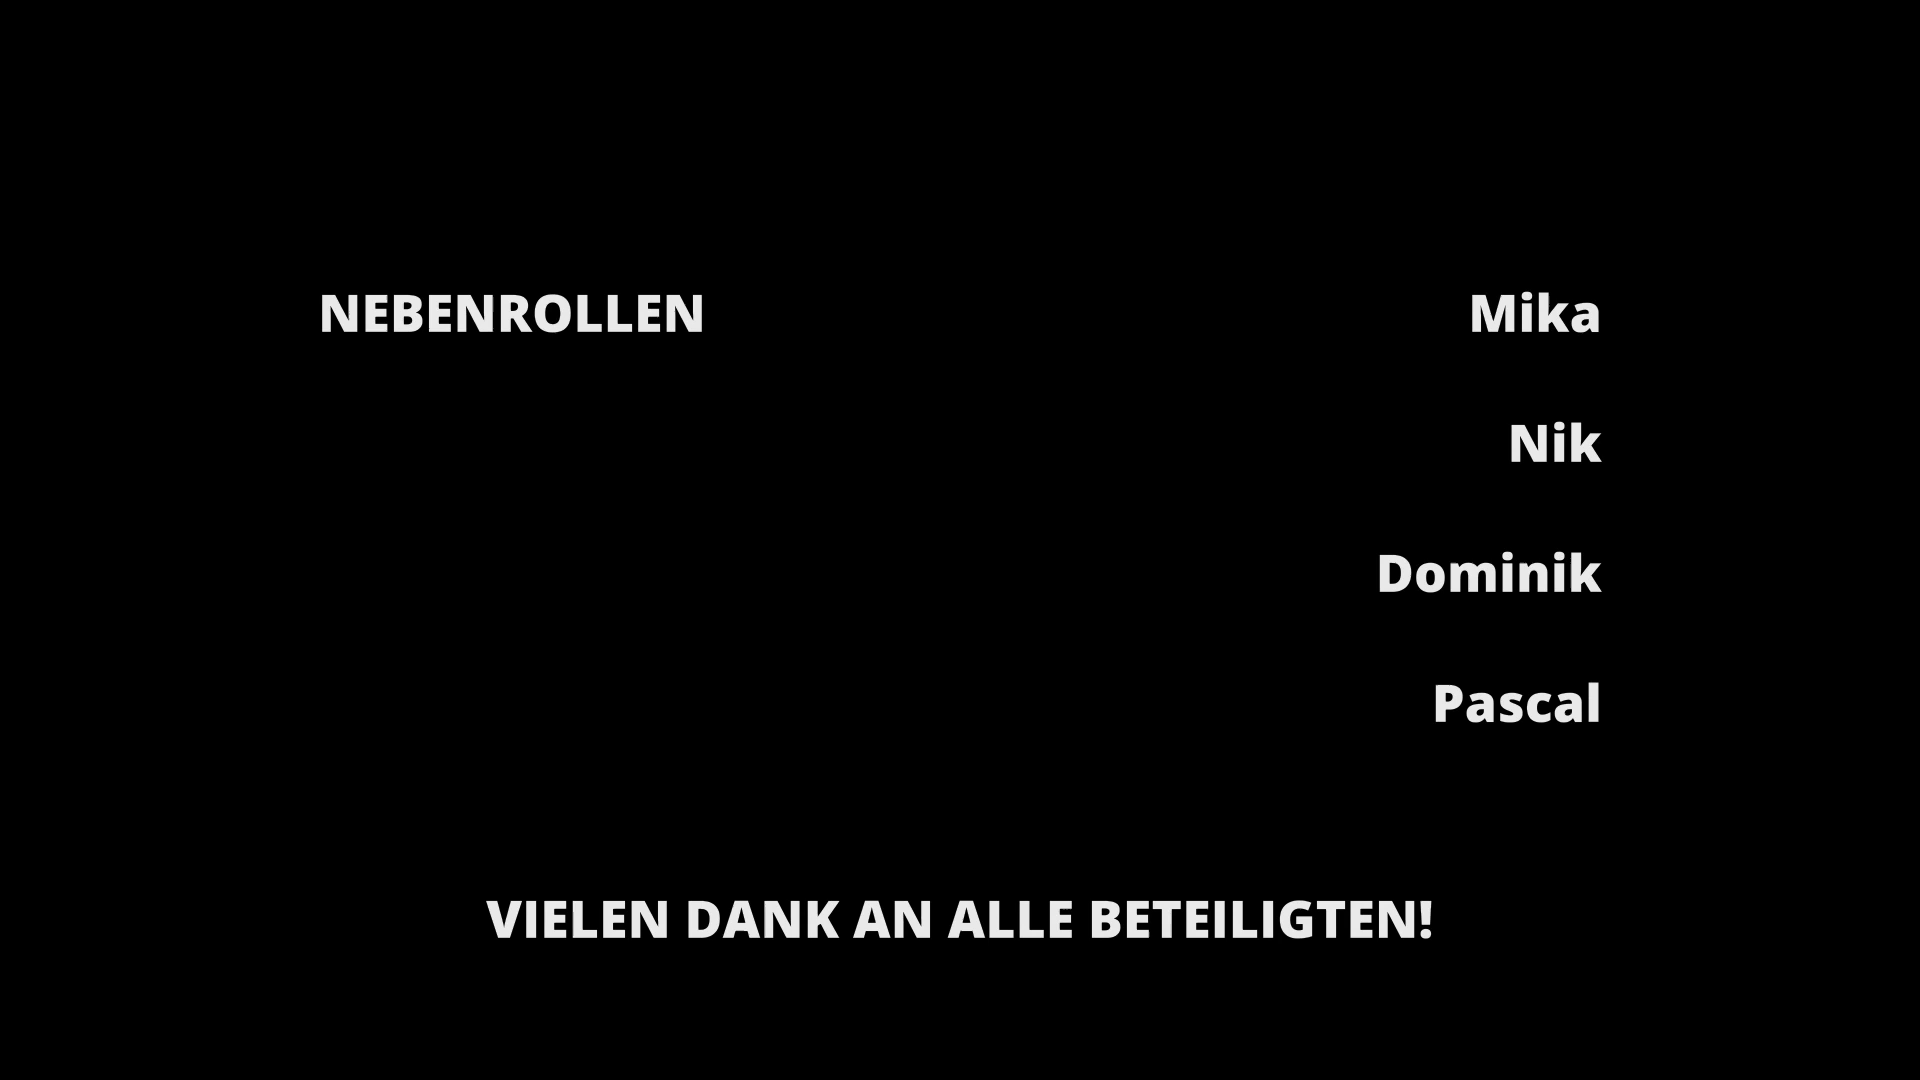 NEBENROLLEN Mika
Nik
Dominik
Pascal
VIELEN DANK AN ALLE BETEILIGTEN!